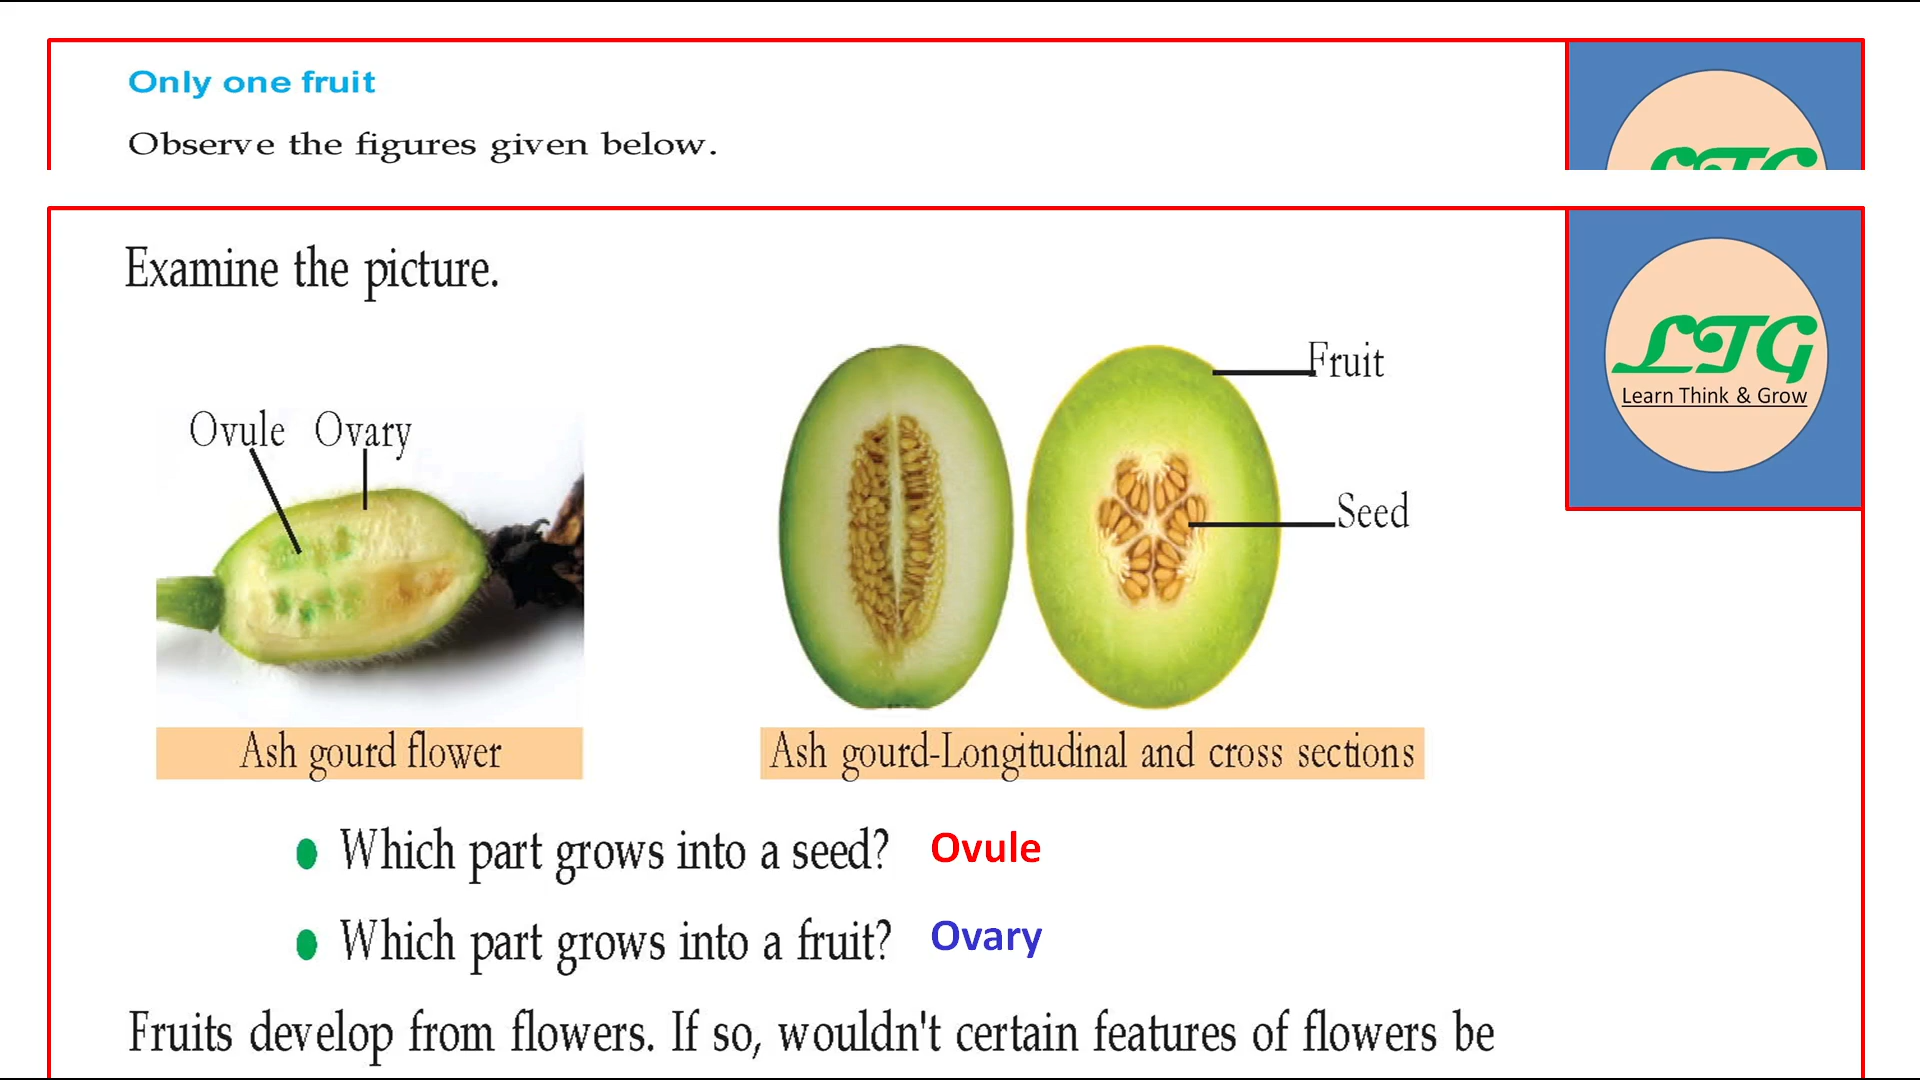 Only one fruit
Observe the figures given below.
LTG
Examine the picture.
LTG
Learn Think & Grow
Fruit
Ovule Ovary
Seed
Ash gourd flower
Ash gourd-Longitudinal and cross sections
Which part grows into a seed? Ovule
Which part grows into a fruit? Ovary
Fruits develop from flowers. If so, wouldn't certain features of flowers be